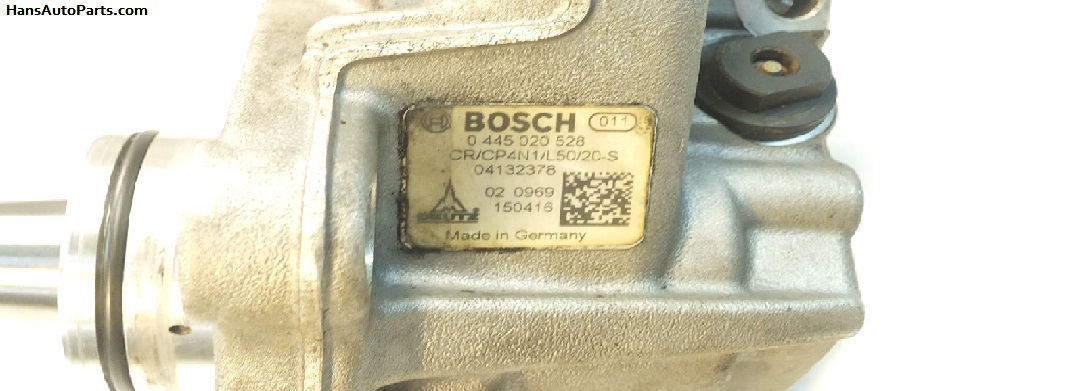 HansAutoParts.com
BOSCH 011
0 445 020 528
CR/CP4N1/L50/20-S
04132378
02 0969
150416
DEUTZ
Made in Germany